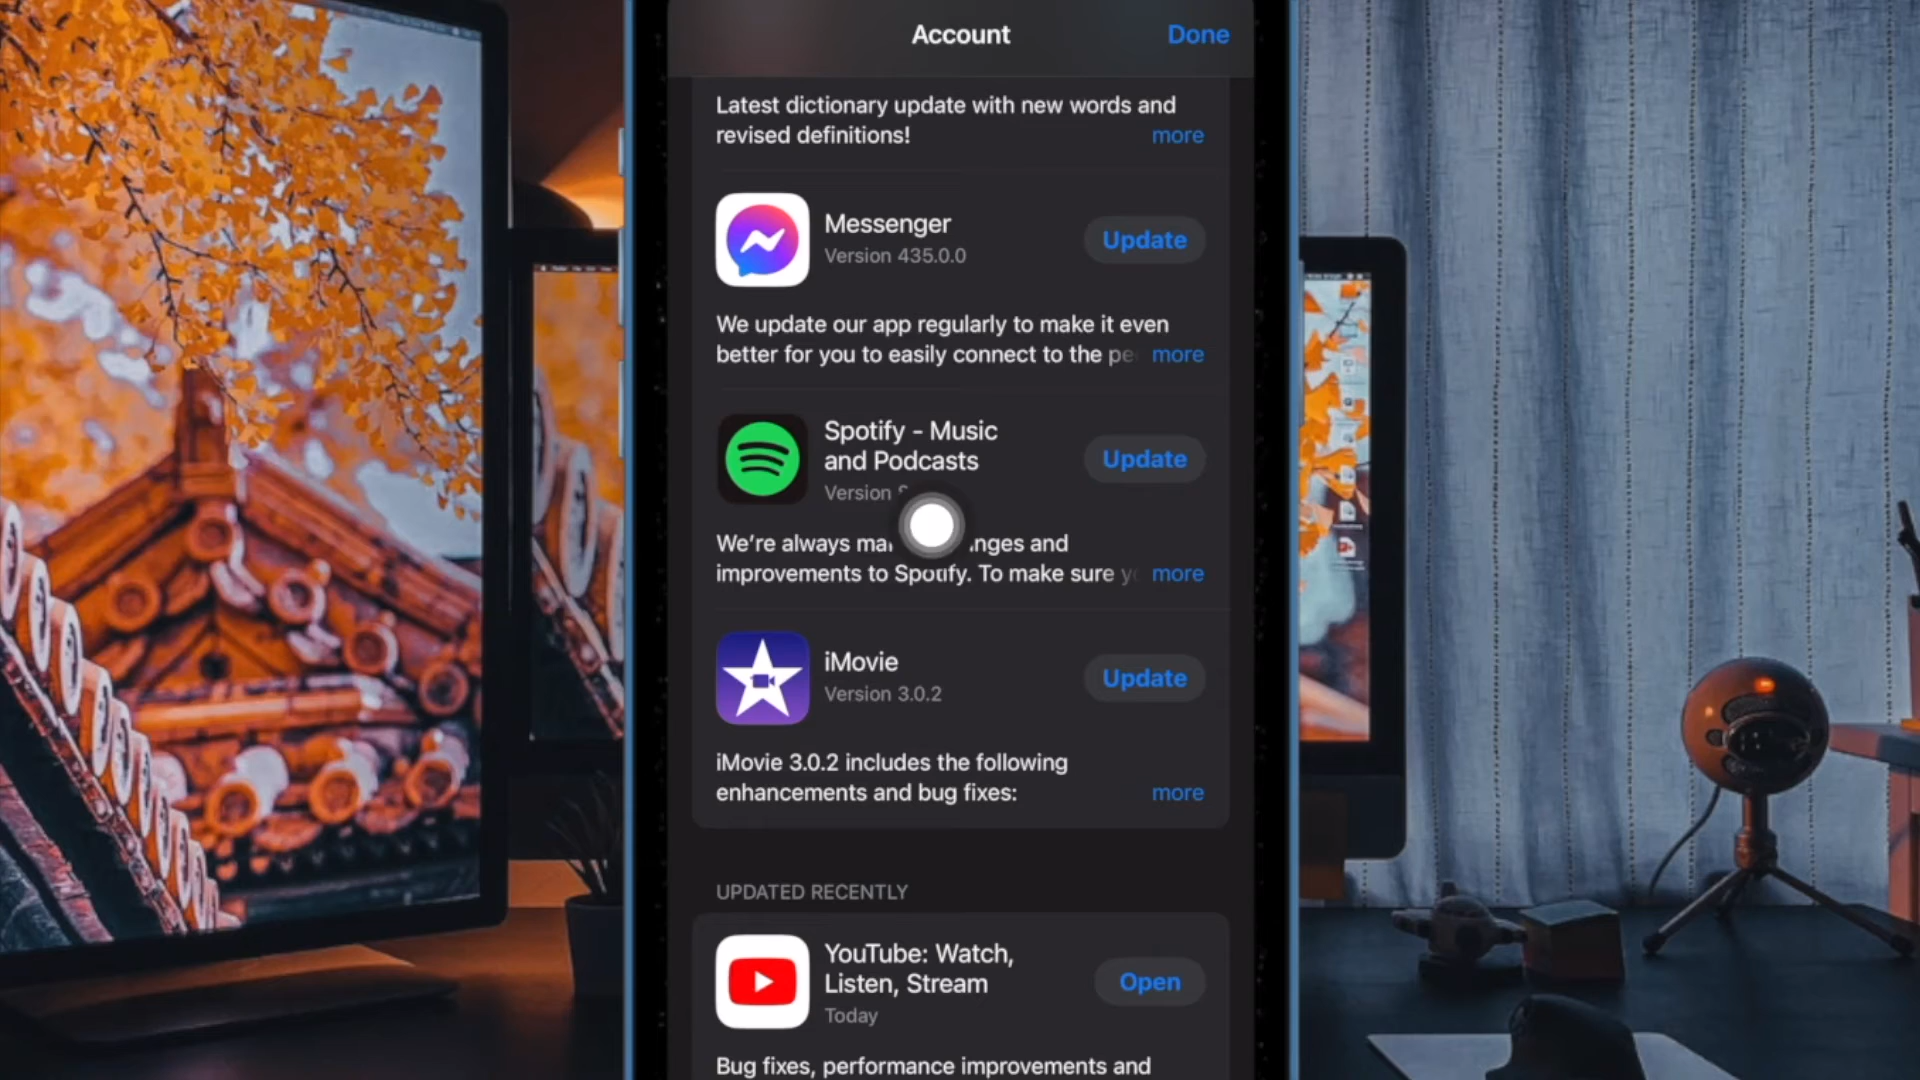 Account
Done
Latest dictionary update with new words and
revised definitions!
more
Messenger
Version 435.0.0
Update
We update our app regularly to make it even
better for you to easily connect to the
more
Spotify - Music
and Podcasts
Version
Update
We're always
and
improvements to Spotify. To make sure
more
iMovie
Version 3.0.2
Update
iMovie 3.0.2 includes the following
enhancements and bug fixes:
more
UPDATED RECENTLY
YouTube: Watch,
Listen, Stream
Today
Open
Bug fixes, performance improvements and